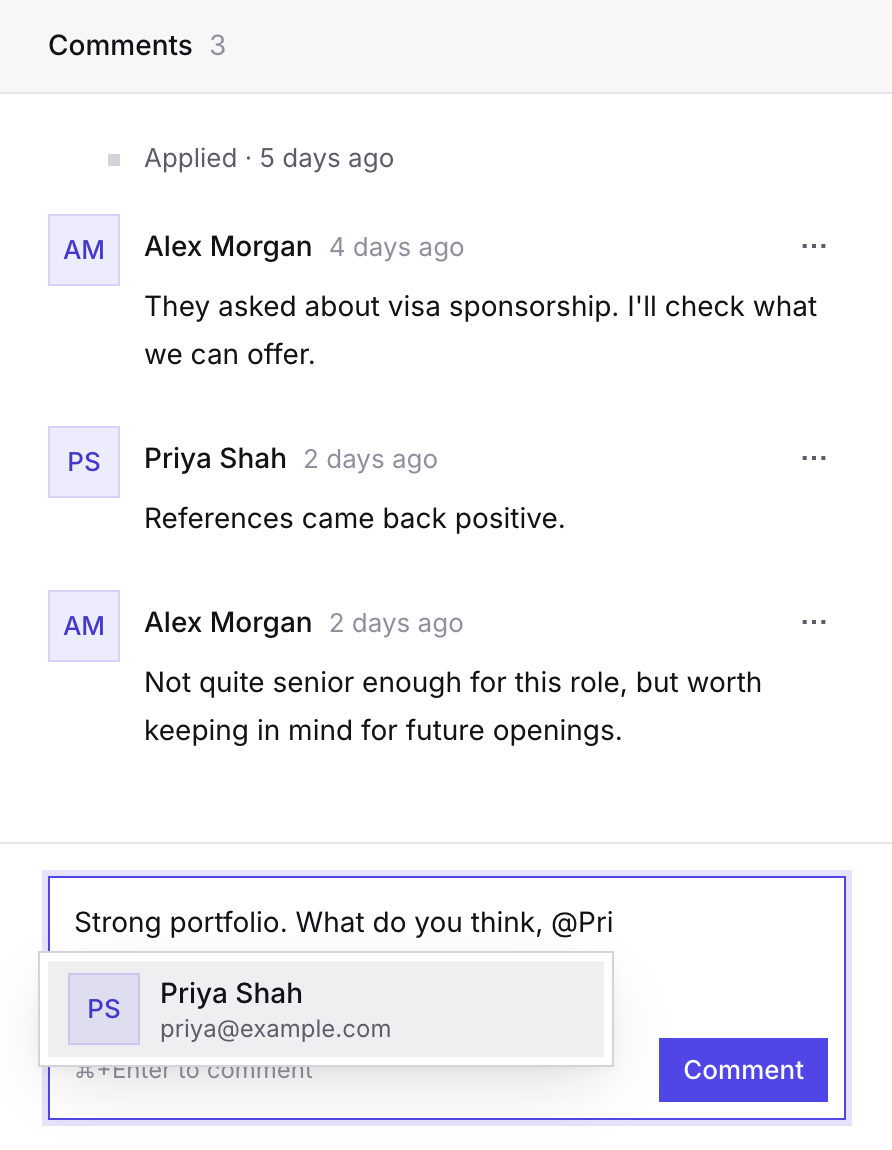 Comments 3
Applied · 5 days ago
AM
Alex Morgan 4 days ago
They asked about visa sponsorship. I'll check what
we can offer.
PS
Priya Shah 2 days ago
References came back positive.
AM
Alex Morgan 2 days ago
Not quite senior enough for this role, but worth
keeping in mind for future openings.
Strong portfolio. What do you think, @Pri
PS
Priya Shah
priya@example.com
⌘+Enter to comment
Comment